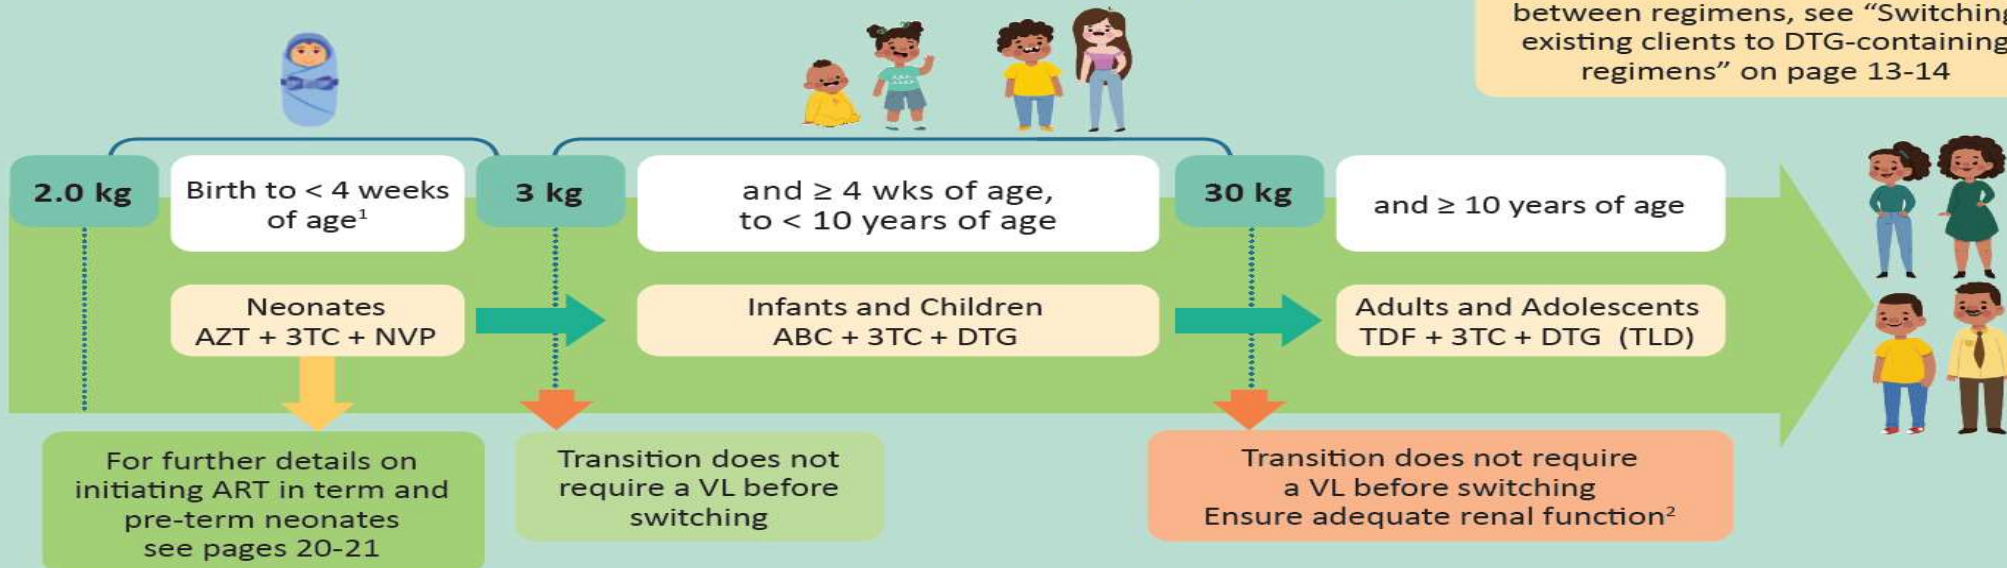 between regimens, see “Switching
existing clients to DTG-containing
regimens” on page 13-14
2.0 kg
Birth to < 4 weeks
of age¹
3 kg
and ≥ 4 wks of age,
to < 10 years of age
30 kg
and ≥ 10 years of age
Neonates
AZT + 3TC + NVP
Infants and Children
ABC + 3TC + DTG
Adults and Adolescents
TDF + 3TC + DTG (TLD)
For further details on
initiating ART in term and
pre-term neonates
see pages 20-21
Transition does not
require a VL before
switching
Transition does not require
a VL before switching
Ensure adequate renal function²